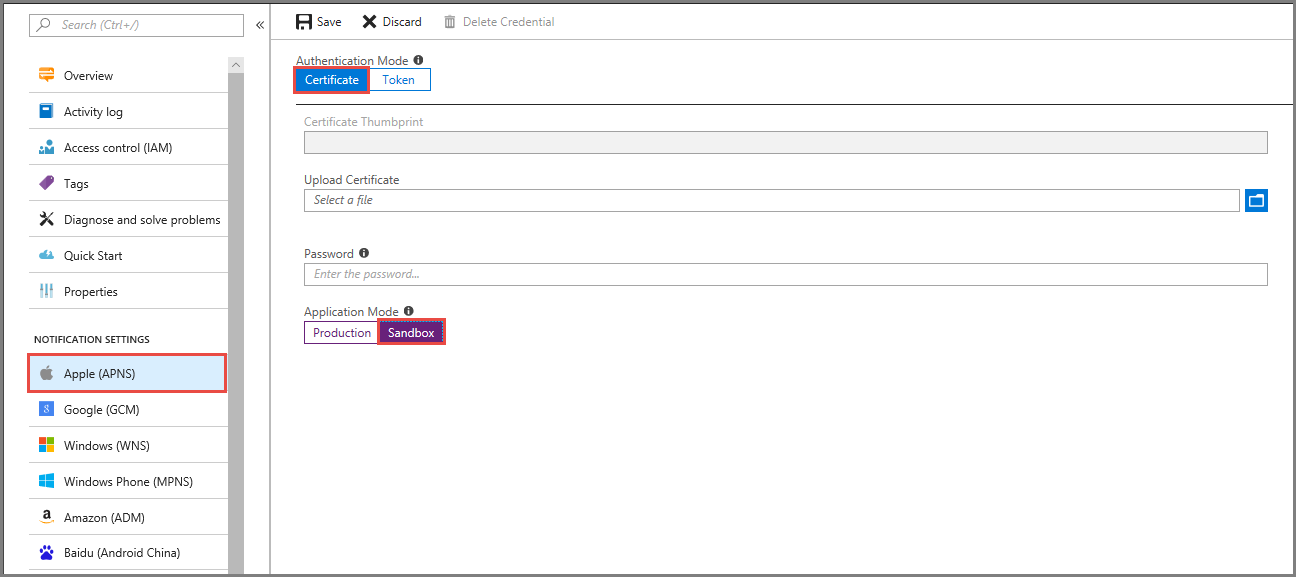 Search (Ctrl+/)
«
Overview
Activity log
Access control (IAM)
Tags
Diagnose and solve problems
Quick Start
Properties
NOTIFICATION SETTINGS
Apple (APNS)
Google (GCM)
Windows (WNS)
Windows Phone (MPNS)
Amazon (ADM)
Baidu (Android China)
Save Discard Delete Credential
Authentication Mode
Certificate Token
Certificate Thumbprint
Upload Certificate
Select a file
Password
Enter the password...
Application Mode
Production Sandbox